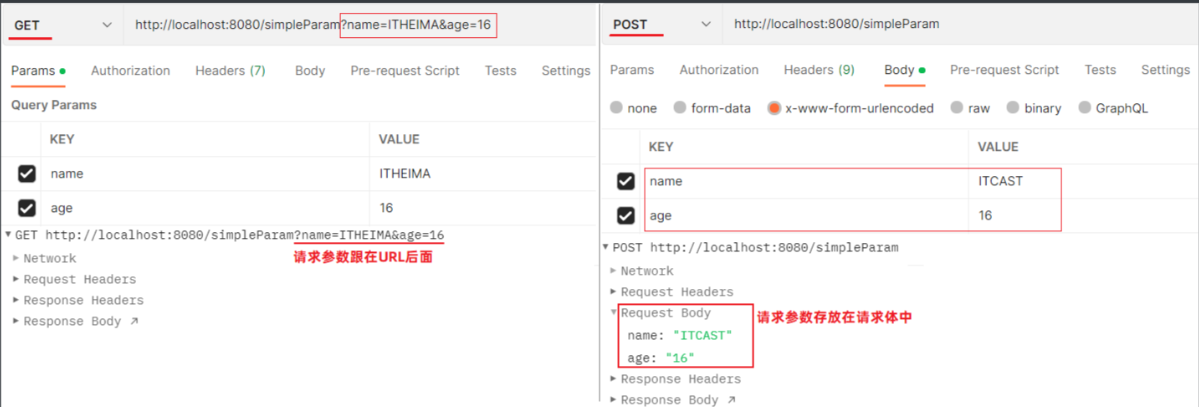 GET http://localhost:8080/simpleParam?name=ITHEIMA&age=16
Params Authorization Headers (7) Body Pre-request Script Tests Settings
Query Params
KEY VALUE
name ITHEIMA
age 16
GET http://localhost:8080/simpleParam?name=ITHEIMA&age=16
请求参数跟在URL后面
Network
Request Headers
Response Headers
Response Body ↗
POST http://localhost:8080/simpleParam
Params Authorization Headers (9) Body Pre-request Script Tests Settings
none form-data x-www-form-urlencoded raw binary GraphQL
KEY VALUE
name ITCAST
age 16
POST http://localhost:8080/simpleParam
Network
Request Headers
Request Body
请求参数存放在请求体中
name: "ITCAST"
age: "16"
Response Headers
Response Body ↗